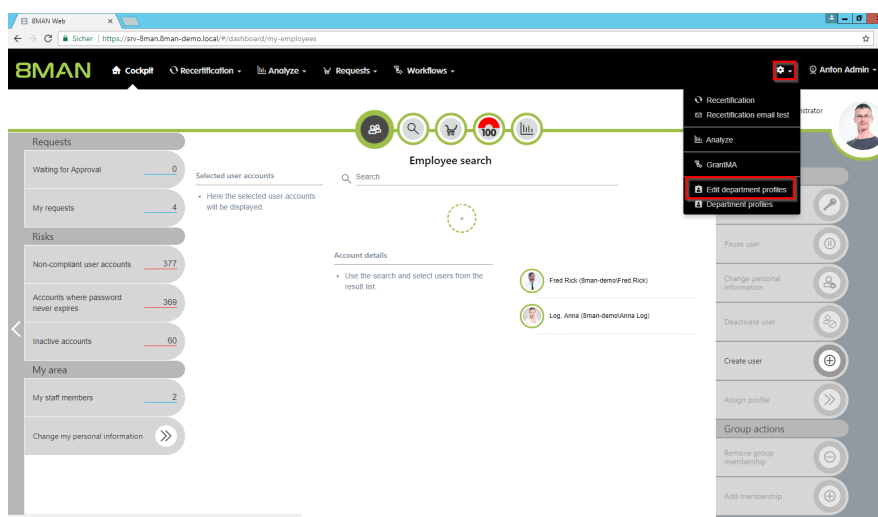 8MAN Web
Sicher | https://srv-8man.8man-demo.local/#/dashboard/my-employees
8MAN
Cockpit
Recertification
Analyze
Requests
Workflows
Anton Admin
Recertification
Recertification email test
Analyze
GrantMA
Edit department profiles
Department profiles
Requests
Waiting for Approval 0
My requests 4
Risks
Non-compliant user accounts 377
Accounts where password
never expires 369
Inactive accounts 60
My area
My staff members 2
Change my personal information
Selected user accounts
Here the selected user accounts
will be displayed.
100
Employee search
Search
Account details
Use the search and select users from the
result list.
Fred Rick (8man-demo\Fred.Rick)
Log, Anna (8man-demo\Anna Log)
Pause user
Change personal
information
Deactivate user
Create user
Assign profile
Group actions
Remove group
membership
Add membership